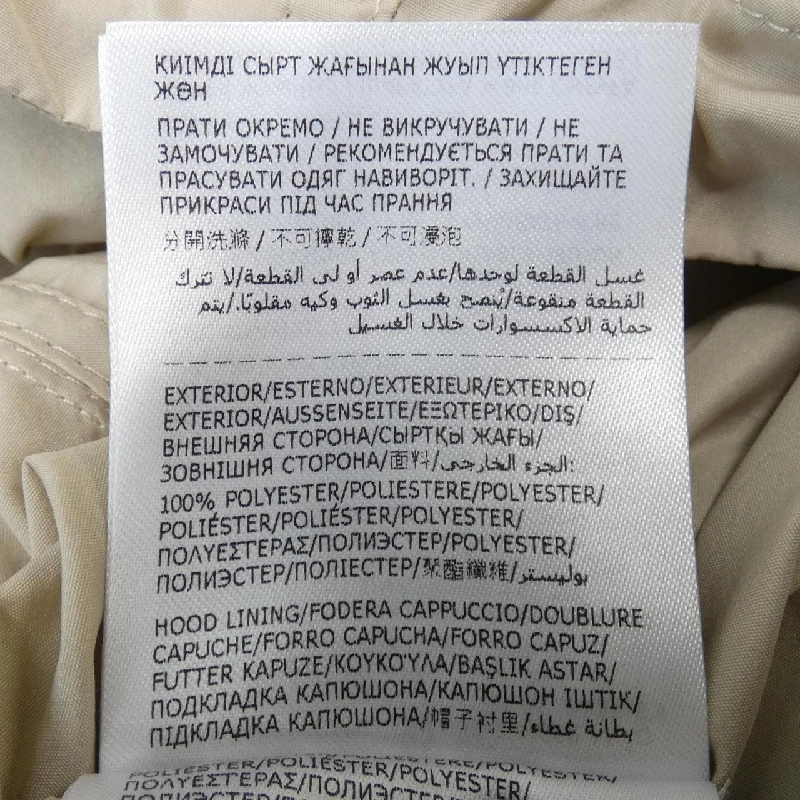 КИІМДІ СЫРТ ЖАҒЫНАН ЖУЫП ҮТІКТЕГЕН
ЖӨН
ПРАТИ ОКРЕМО / НЕ ВИКРУЧУВАТИ / НЕ
ЗАМОЧУВАТИ / РЕКОМЕНДУЄТЬСЯ ПРАТИ ТА
ПРАСУВАТИ ОДЯГ НАВИВОРІТ. / ЗАХИЩАЙТЕ
ПРИКРАСИ ПІД ЧАС ПРАННЯ
分開洗滌 / 不可擰乾 / 不可浸泡
غسل القطعة لوحدها/عدم عصر أو لي القطعة/لا تترك
القطعة منقوعة/يُنصح بغسل الثوب وكيه مقلوبًا./يتم
حماية الاكسسوارات خلال الغسيل
EXTERIOR/ESTERNO/EXTERIEUR/EXTERNO/
EXTERIOR/AUSSENSEITE/ΕΞΩΤΕΡΙΚΟ/DIŞ/
ВНЕШНЯЯ СТОРОНА/СЫРТҚЫ ЖАҒЫ/
ЗОВНІШНЯ СТОРОНА/面料/الجزء الخارجي:
100% POLYESTER/POLIESTERE/POLYESTER/
POLIÉSTER/POLIÉSTER/POLYESTER/
ΠΟΛΥΕΣΤΕΡΑΣ/ПОЛИЭСТЕР/POLYESTER/
ПОЛИЭСТЕР/ПОЛІЕСТЕР/聚酯纖維/بوليستر
HOOD LINING/FODERA CAPPUCCIO/DOUBLURE
CAPUCHE/FORRO CAPUCHA/FORRO CAPUZ/
FUTTER KAPUZE/ΚΟΥΚΟΎΛΑ/BAŞLIK ASTAR/
ПОДКЛАДКА КАПЮШОНА/КАПЮШОН ІШТІК/
ПІДКЛАДКА КАПЮШОНА/帽子衬里/بطانة غطاء
POLIESTER/POLIÉSTER/POLYESTER/
ΠΟΛΥΕΣΤΕΡΑΣ/ПОЛИЭСТЕР/POLYESTER/